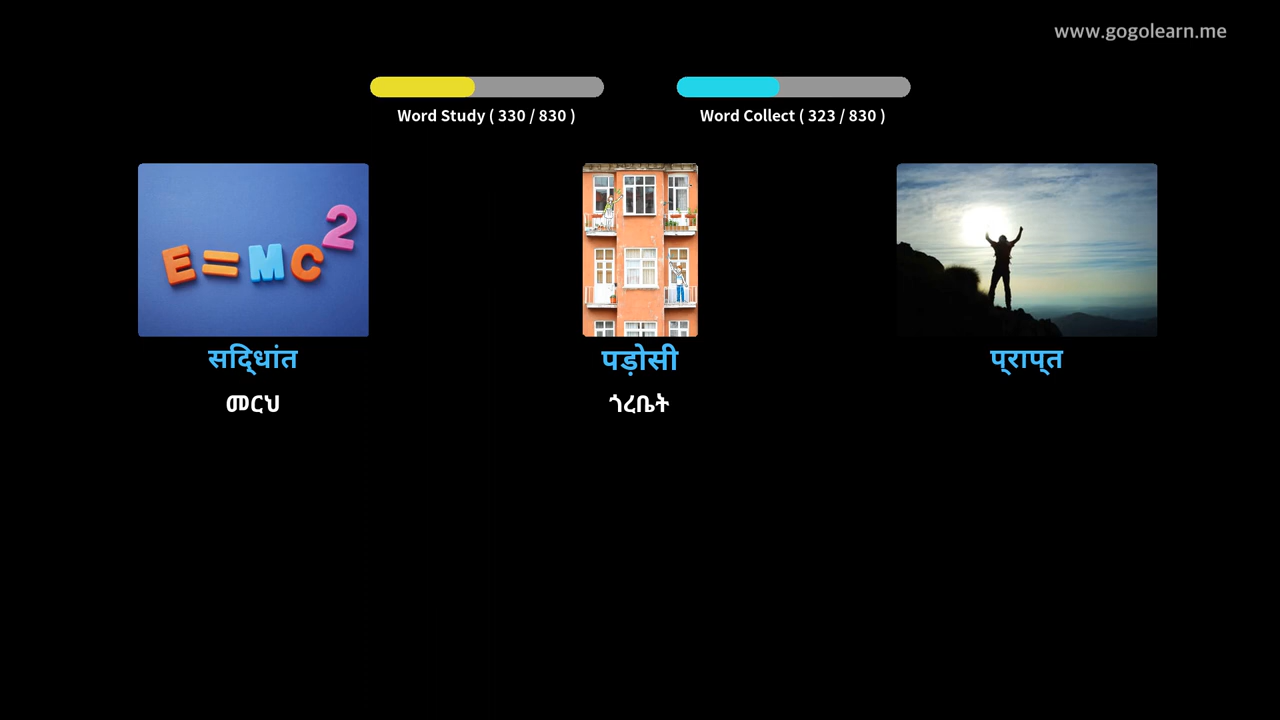 www.gogolearn.me
Word Study ( 330 / 830 )
Word Collect ( 323 / 830 )
E=MC²
सिद्धांत
पड़ोसी
प्राप्त
መርህ
ጎረቤት